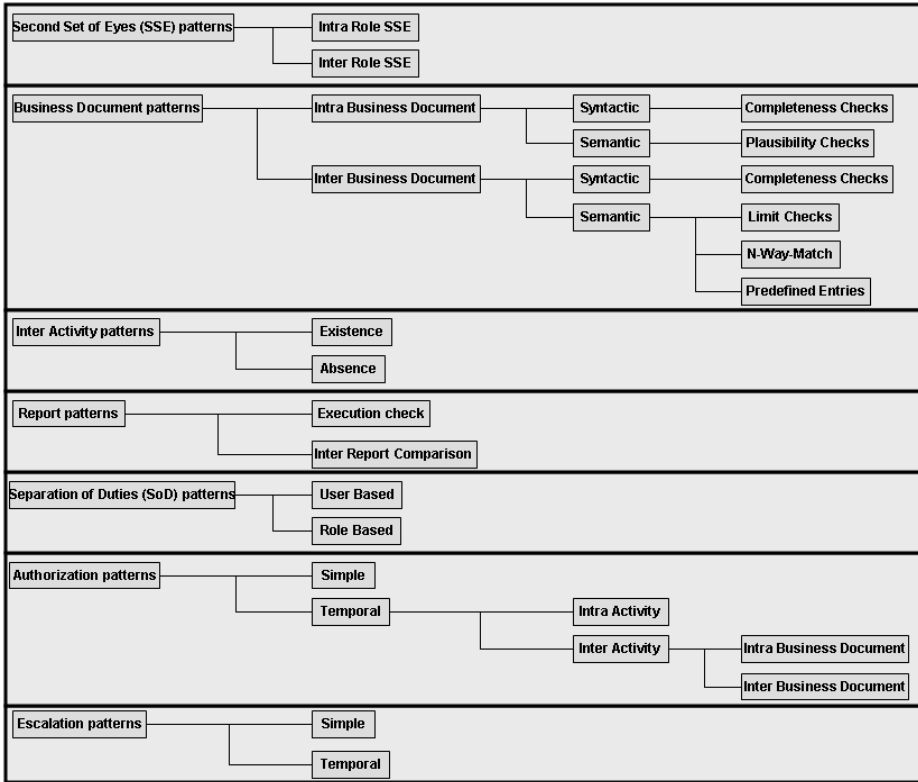 Second Set of Eyes (SSE) patterns
Intra Role SSE
Inter Role SSE
Business Document patterns
Intra Business Document
Syntactic
Completeness Checks
Semantic
Plausibility Checks
Inter Business Document
Syntactic
Completeness Checks
Semantic
Limit Checks
N-Way-Match
Predefined Entries
Inter Activity patterns
Existence
Absence
Report patterns
Execution check
Inter Report Comparison
Separation of Duties (SoD) patterns
User Based
Role Based
Authorization patterns
Simple
Temporal
Intra Activity
Inter Activity
Intra Business Document
Inter Business Document
Escalation patterns
Simple
Temporal